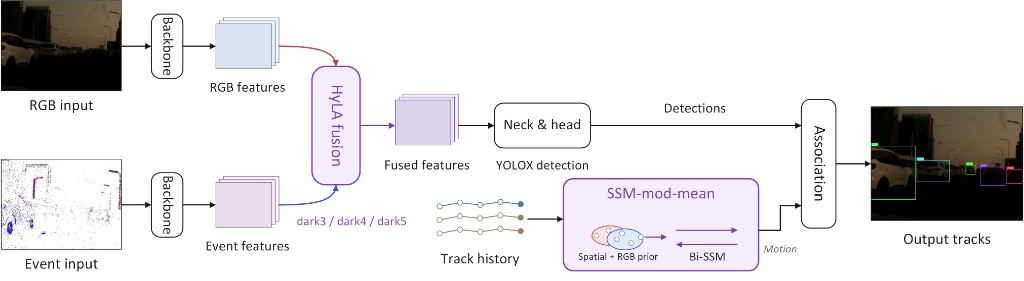 RGB input
Backbone
RGB features
HyLA fusion
Fused features
Neck & head
YOLOX detection
Detections
Association
Output tracks
Event input
Backbone
Event features
dark3 / dark4 / dark5
Track history
SSM-mod-mean
Spatial + RGB prior
Bi-SSM
Motion